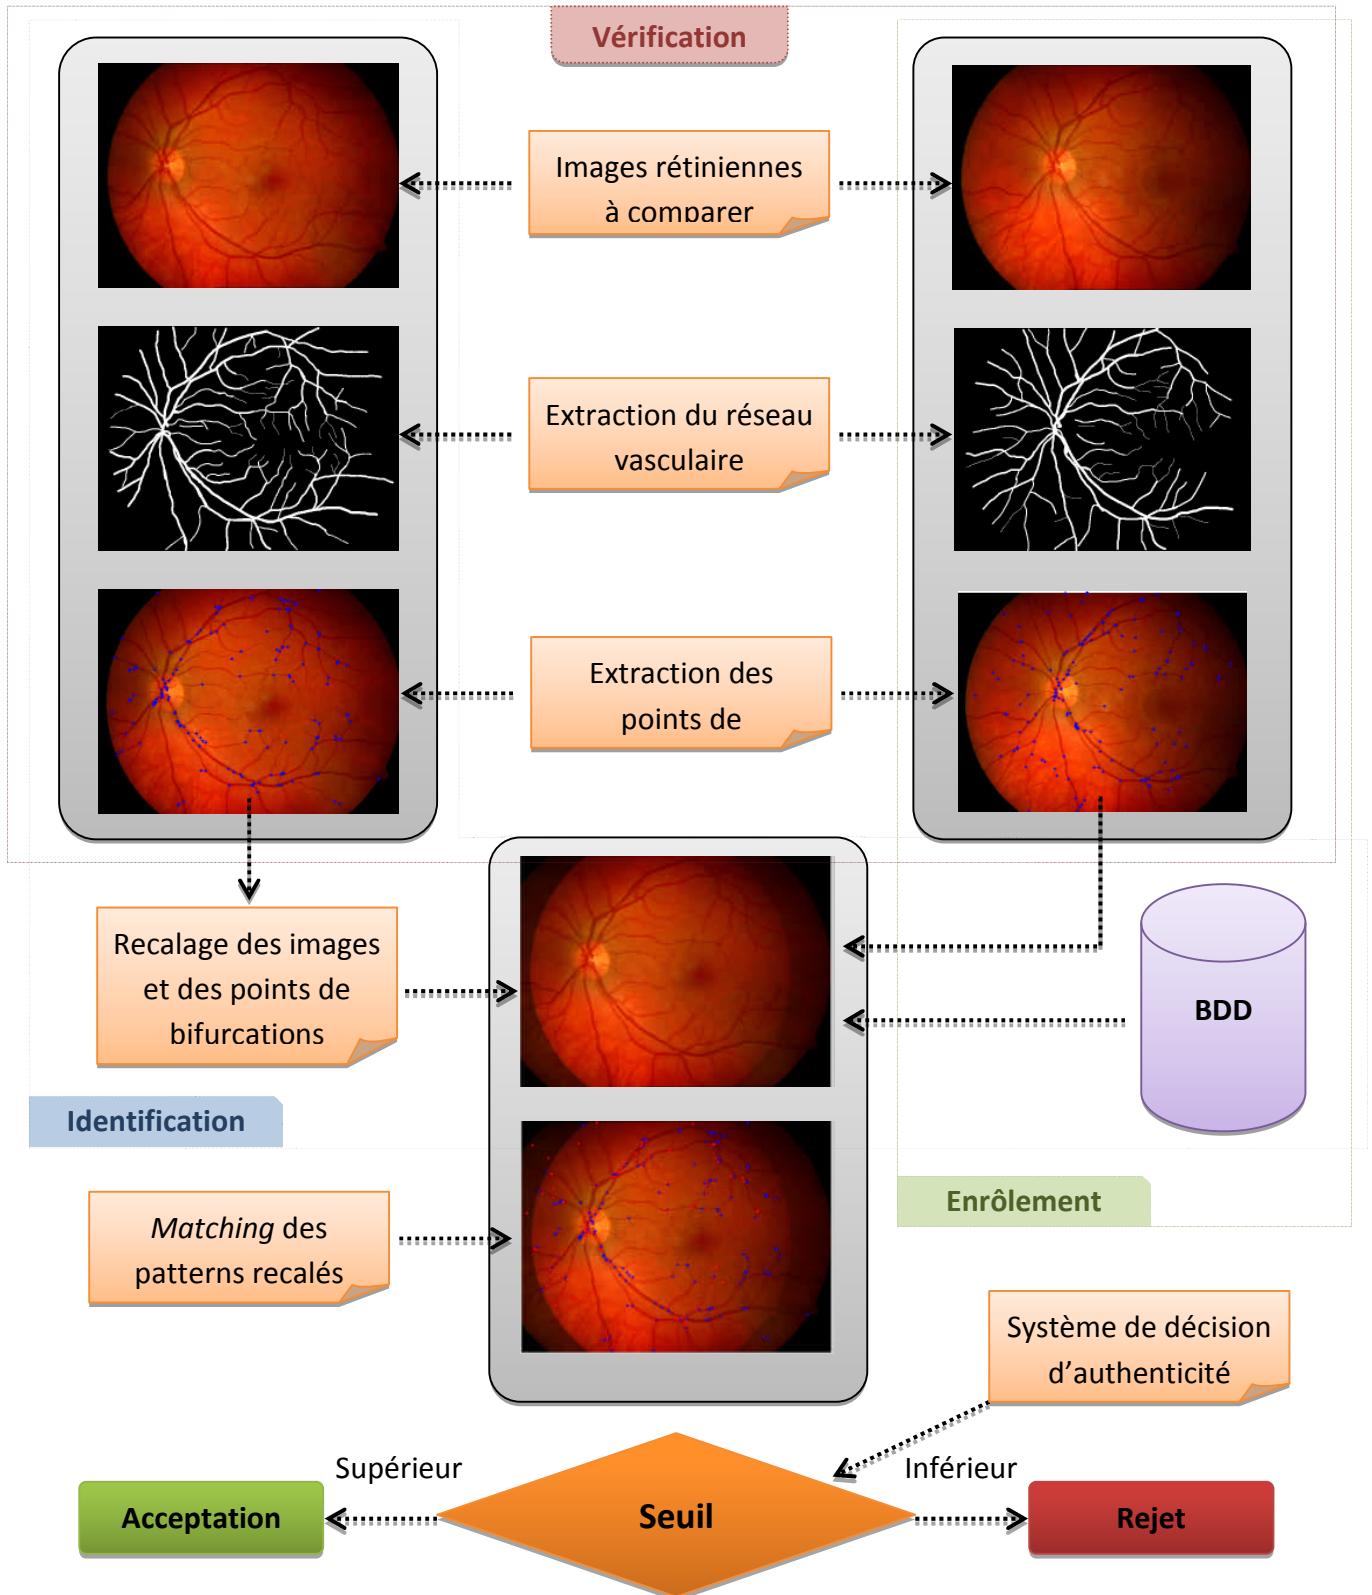 Vérification
Images rétiniennes
à comparer
Extraction du réseau
vasculaire
Extraction des
points de
Recalage des images
et des points de
bifurcations
BDD
Identification
Enrôlement
Matching des
patterns recalés
Système de décision
d’authenticité
Supérieur
Inférieur
Acceptation
Seuil
Rejet